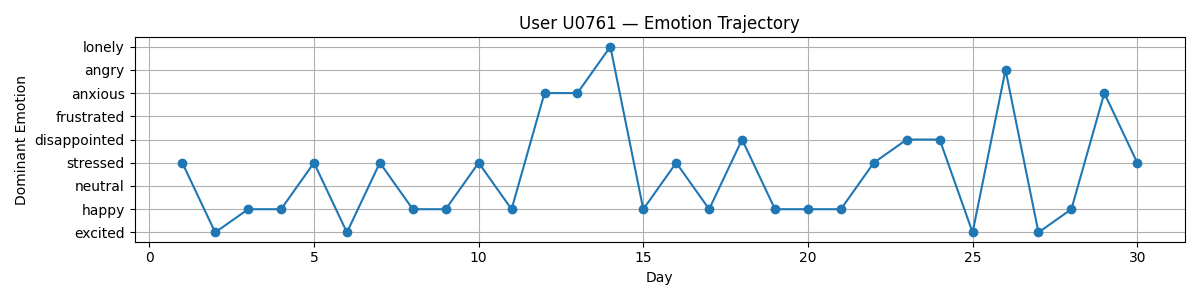 User U0761 — Emotion Trajectory
Dominant Emotion
lonely
angry
anxious
frustrated
disappointed
stressed
neutral
happy
excited
0 5 10 15 20 25 30
Day